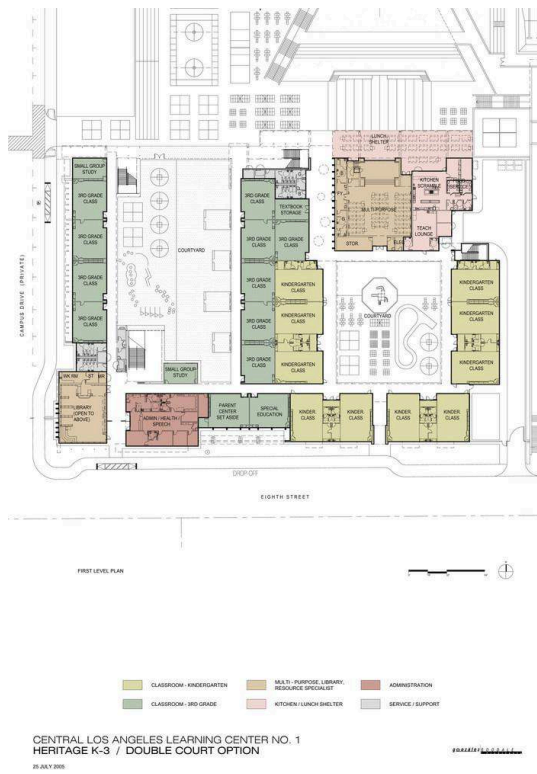 LUNCH
SHELTER
SMALL GROUP
STUDY
3RD GRADE
CLASS
3RD GRADE
CLASS
3RD GRADE
CLASS
3RD GRADE
CLASS
COURTYARD
3RD GRADE
CLASS
TEXTBOOK
STORAGE
3RD GRADE
CLASS
3RD GRADE
CLASS
3RD GRADE
CLASS
3RD GRADE
CLASS
3RD GRADE
CLASS
MULTI-PURPOSE
STOR.
KITCHEN
SCRAMBLE
TEACH
LOUNGE
KINDERGARTEN
CLASS
KINDERGARTEN
CLASS
KINDERGARTEN
CLASS
COURTYARD
KINDERGARTEN
CLASS
KINDERGARTEN
CLASS
KINDERGARTEN
CLASS
CAMPUS DRIVE (PRIVATE)
SMALL GROUP
STUDY
WK RM
LIBRARY
(OPEN TO
ABOVE)
ADMIN / HEALTH /
SPEECH
PARENT
CENTER
SET ASIDE
SPECIAL
EDUCATION
KINDER.
CLASS
KINDER.
CLASS
KINDER.
CLASS
KINDER.
CLASS
DROP-OFF
EIGHTH STREET
FIRST LEVEL PLAN
CLASSROOM - KINDERGARTEN
MULTI - PURPOSE, LIBRARY,
RESOURCE SPECIALIST
ADMINISTRATION
CLASSROOM - 3RD GRADE
KITCHEN / LUNCH SHELTER
SERVICE / SUPPORT
CENTRAL LOS ANGELES LEARNING CENTER NO. 1
HERITAGE K-3 / DOUBLE COURT OPTION
25 JULY 2005